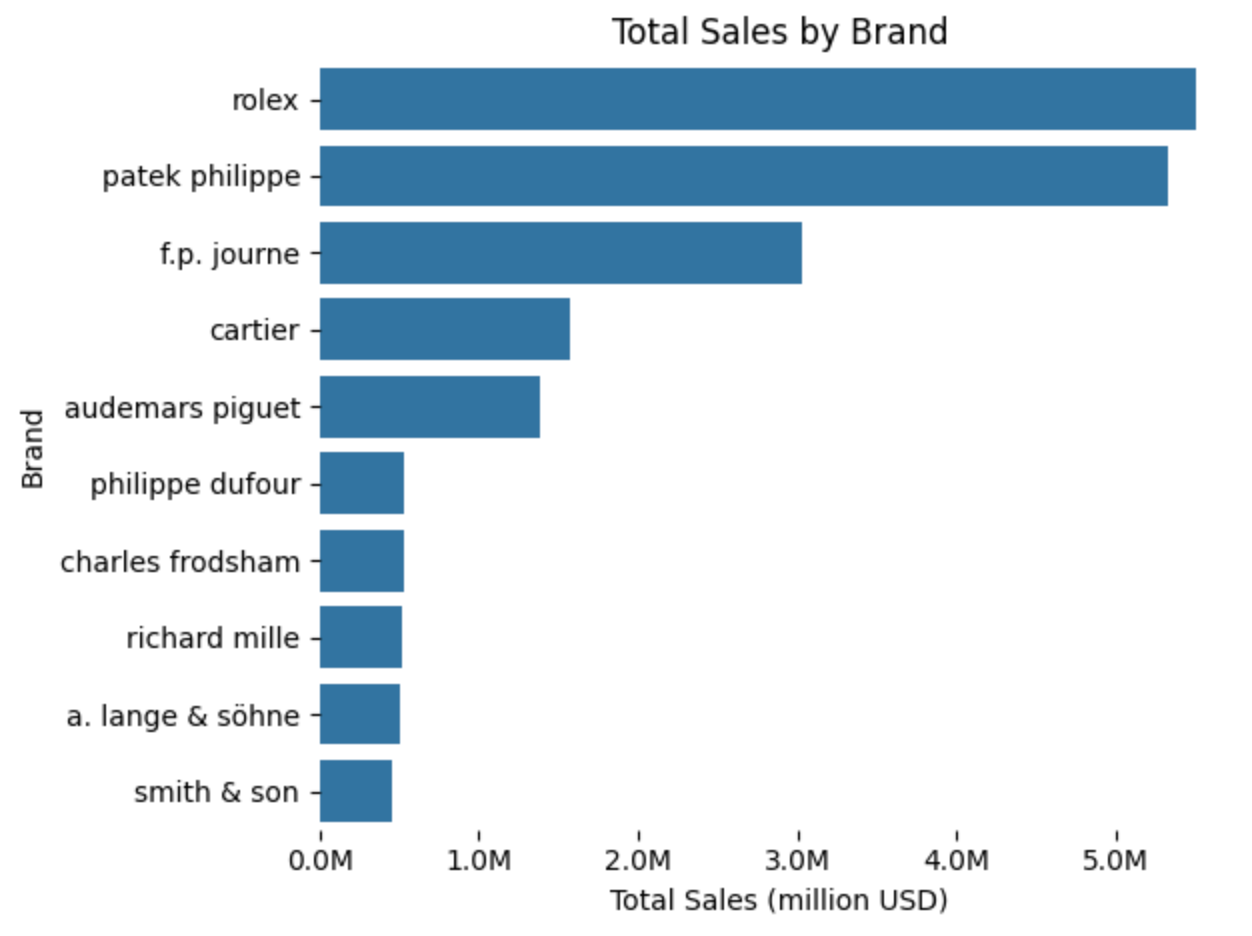 Total Sales by Brand
rolex
patek philippe
f.p. journe
cartier
audemars piguet
philippe dufour
charles frodsham
richard mille
a. lange & söhne
smith & son
Brand
0.0M 1.0M 2.0M 3.0M 4.0M 5.0M
Total Sales (million USD)